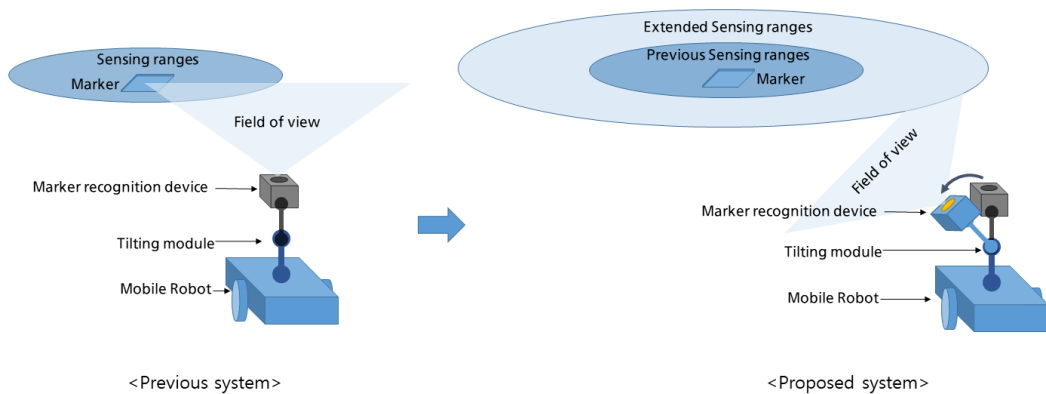 Sensing ranges
Marker
Field of view
Marker recognition device
Tilting module
Mobile Robot
<Previous system>
Extended Sensing ranges
Previous Sensing ranges
Marker
Field of view
Marker recognition device
Tilting module
Mobile Robot
<Proposed system>